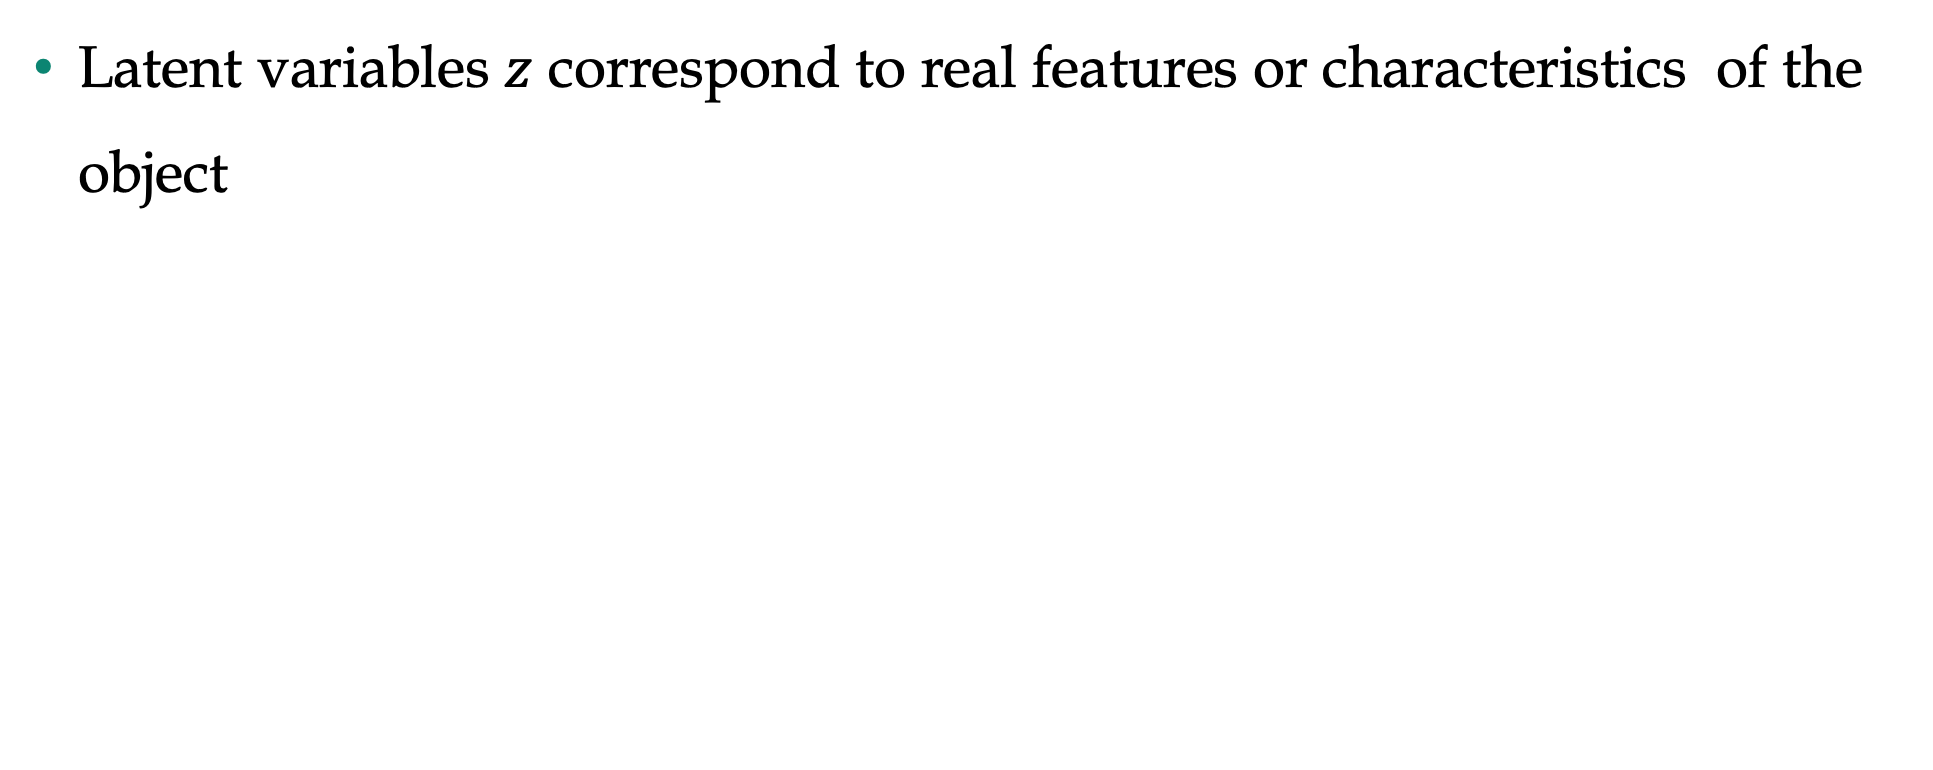 • Latent variables z correspond to real features or characteristics  of the
object